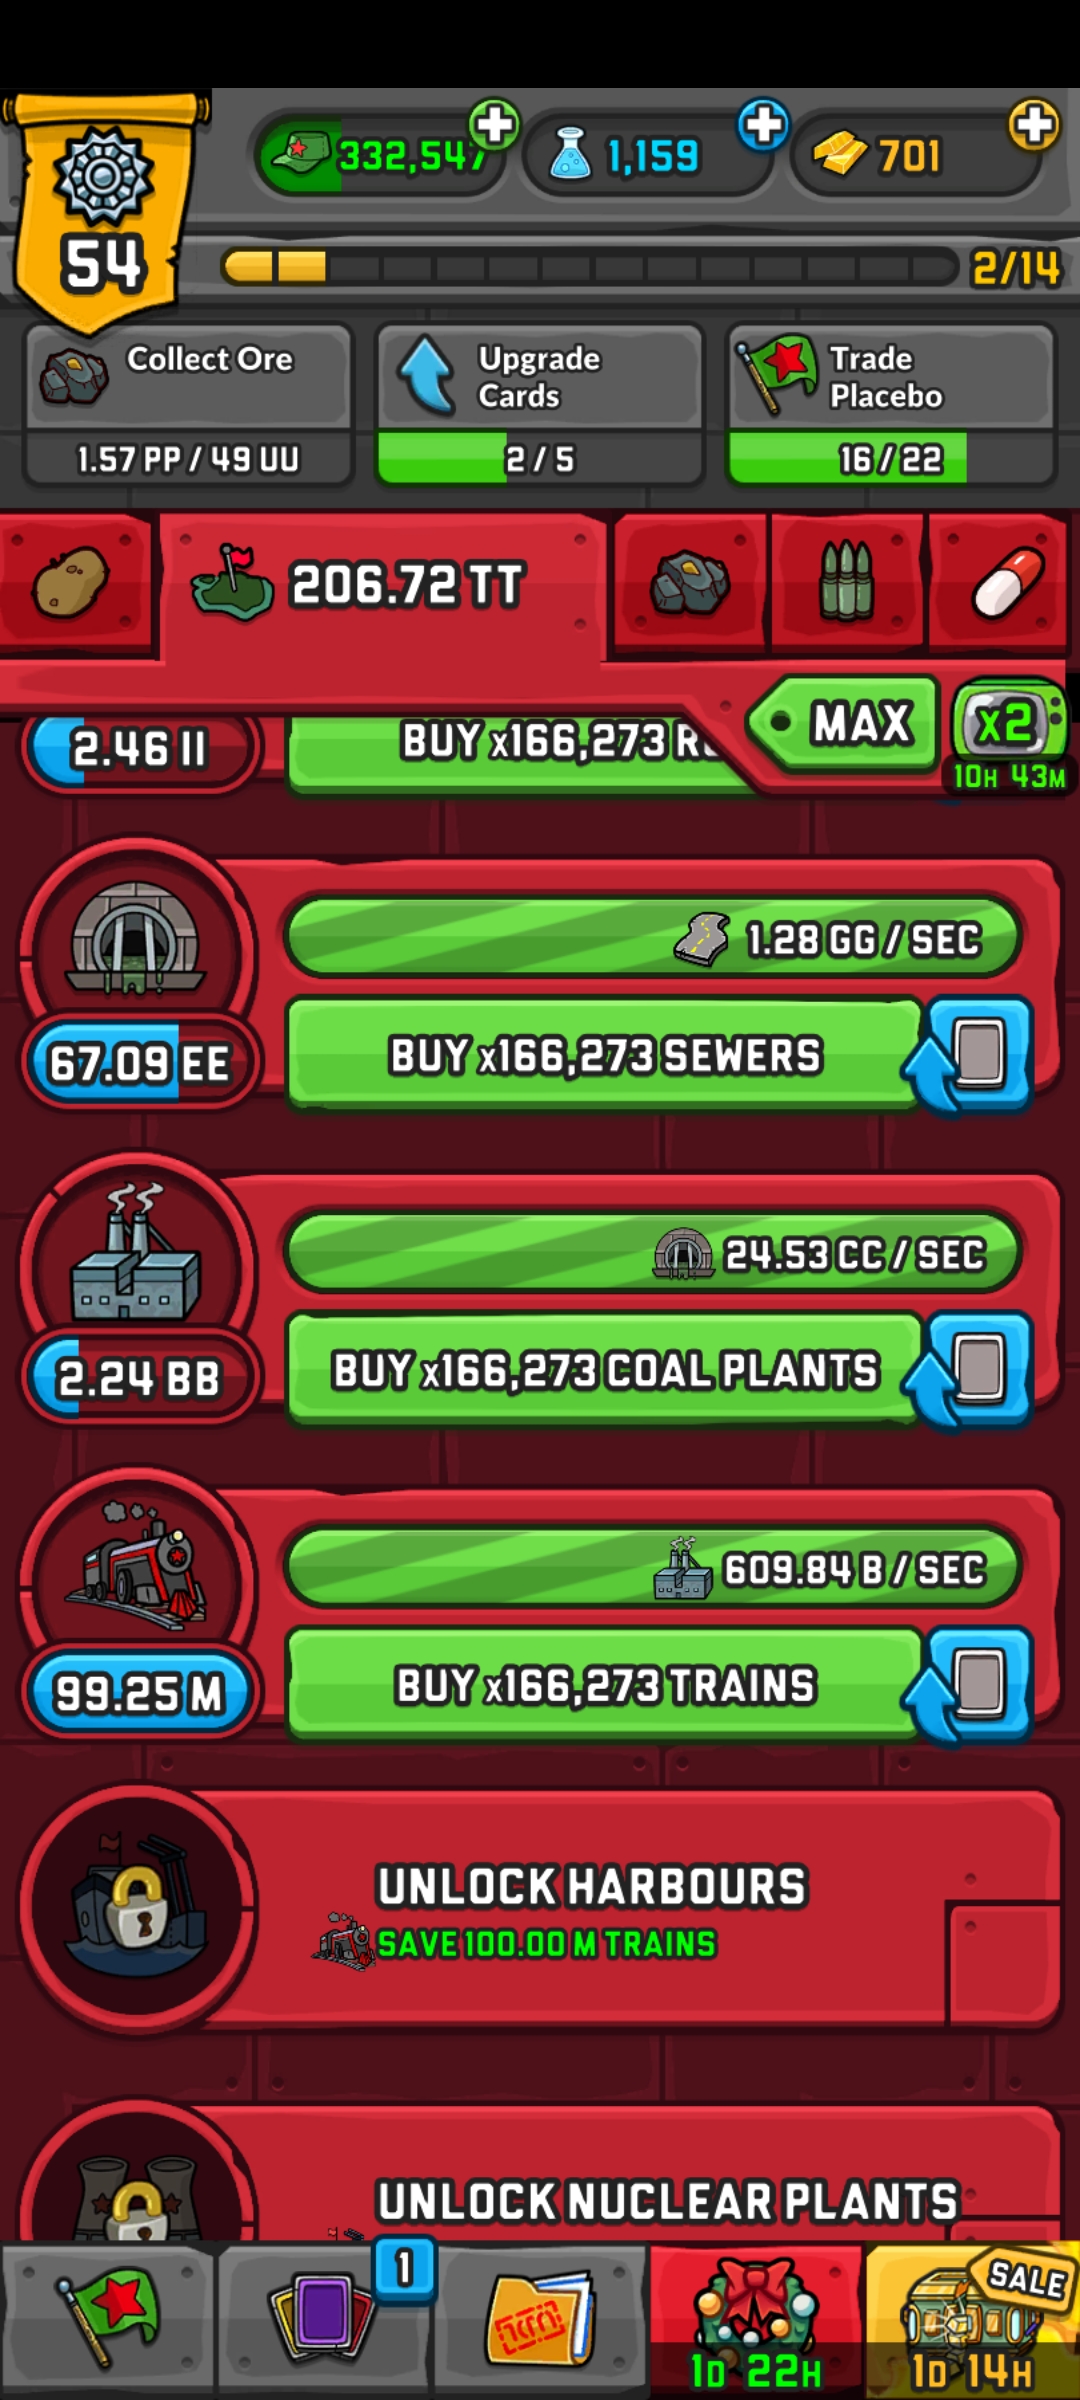 332,547
1,159
701
54
2/14
Collect Ore
1.57 PP / 49 UU
Upgrade
Cards
2 / 5
Trade
Placebo
16 / 22
206.72 TT
MAX
X2
10H 43M
2.46 II
BUY x166,273
1.28 GG / SEC
67.09 EE
BUY x166,273 SEWERS
24.53 CC / SEC
2.24 BB
BUY x166,273 COAL PLANTS
609.84 B / SEC
99.25 M
BUY x166,273 TRAINS
UNLOCK HARBOURS
SAVE 100.00 M TRAINS
UNLOCK NUCLEAR PLANTS
1
SALE
1D 22H
1D 14H